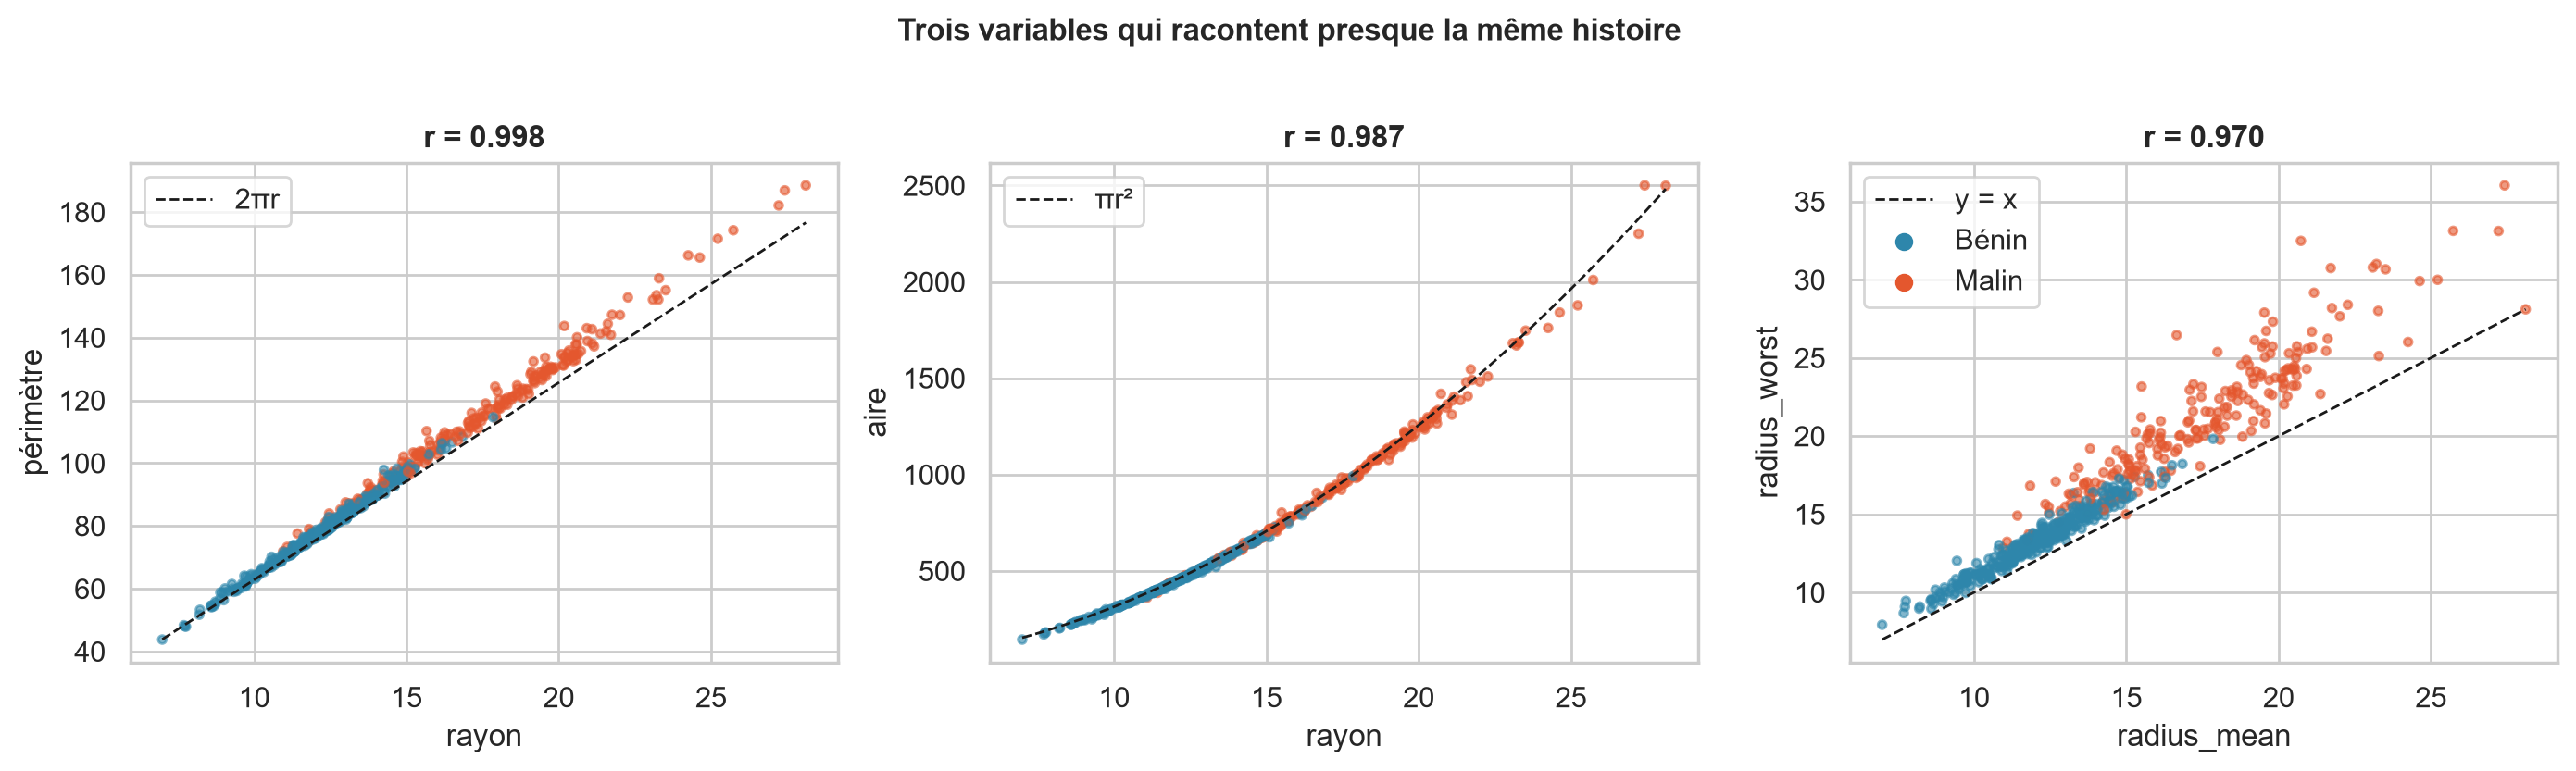 Trois variables qui racontent presque la même histoire
r = 0.998
2πr
180
160
140
120
100
80
60
40
périmètre
10 15 20 25
rayon
r = 0.987
πr²
2500
2000
1500
1000
500
aire
10 15 20 25
rayon
r = 0.970
y = x
Bénin
Malin
35
30
25
20
15
10
radius_worst
10 15 20 25
radius_mean